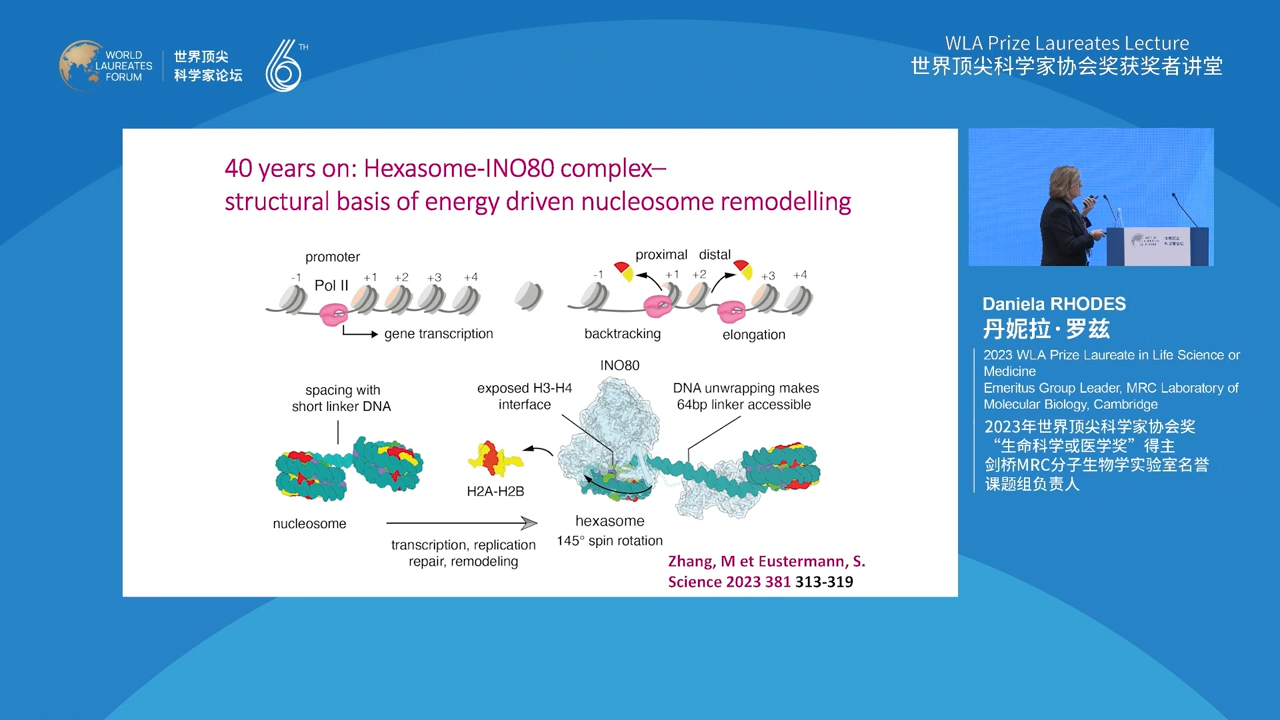 WORLD
LAUREATES
FORUM
世界顶尖
科学家论坛
6TH
WLA Prize Laureates Lecture
世界顶尖科学家协会奖获奖者讲堂
40 years on: Hexasome-INO80 complex–
structural basis of energy driven nucleosome remodelling
promoter
-1
Pol II
+1
+2
+3
+4
gene transcription
proximal distal
-1
+1
+2
+3
+4
backtracking
elongation
spacing with
short linker DNA
nucleosome
H2A-H2B
transcription, replication
repair, remodeling
INO80
exposed H3-H4
interface
DNA unwrapping makes
64bp linker accessible
hexasome
145° spin rotation
Zhang, M et Eustermann, S.
Science 2023 381 313-319
Daniela RHODES
丹妮拉·罗兹
2023 WLA Prize Laureate in Life Science or
Medicine
Emeritus Group Leader, MRC Laboratory of
Molecular Biology, Cambridge
2023年世界顶尖科学家协会奖
“生命科学或医学奖”得主
剑桥MRC分子生物学实验室名誉
课题组负责人